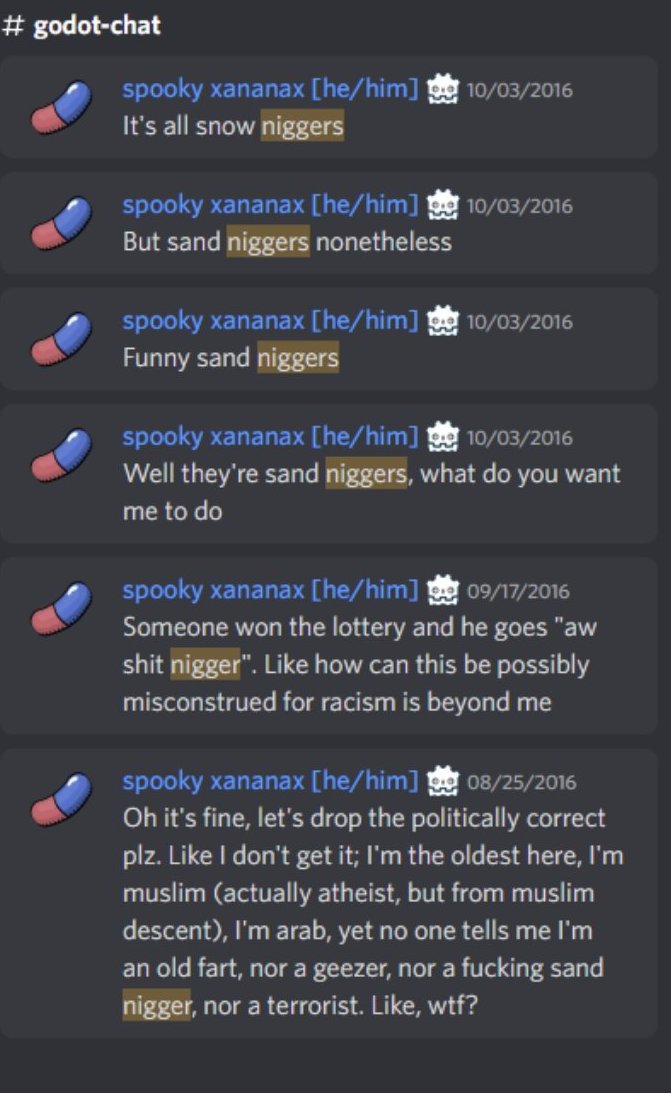 # godot-chat
spooky xananax [he/him] 10/03/2016
It's all snow niggers
spooky xananax [he/him] 10/03/2016
But sand niggers nonetheless
spooky xananax [he/him] 10/03/2016
Funny sand niggers
spooky xananax [he/him] 10/03/2016
Well they're sand niggers, what do you want
me to do
spooky xananax [he/him] 09/17/2016
Someone won the lottery and he goes "aw
shit nigger". Like how can this be possibly
misconstrued for racism is beyond me
spooky xananax [he/him] 08/25/2016
Oh it's fine, let's drop the politically correct
plz. Like I don't get it; I'm the oldest here, I'm
muslim (actually atheist, but from muslim
descent), I'm arab, yet no one tells me I'm
an old fart, nor a geezer, nor a fucking sand
nigger, nor a terrorist. Like, wtf?